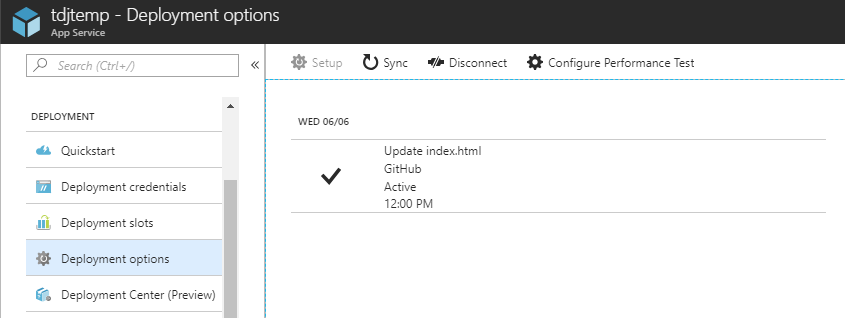 tdjtemp - Deployment options
App Service
Search (Ctrl+/)
«
Setup
Sync
Disconnect
Configure Performance Test
DEPLOYMENT
Quickstart
Deployment credentials
Deployment slots
Deployment options
Deployment Center (Preview)
WED 06/06
Update index.html
GitHub
Active
12:00 PM